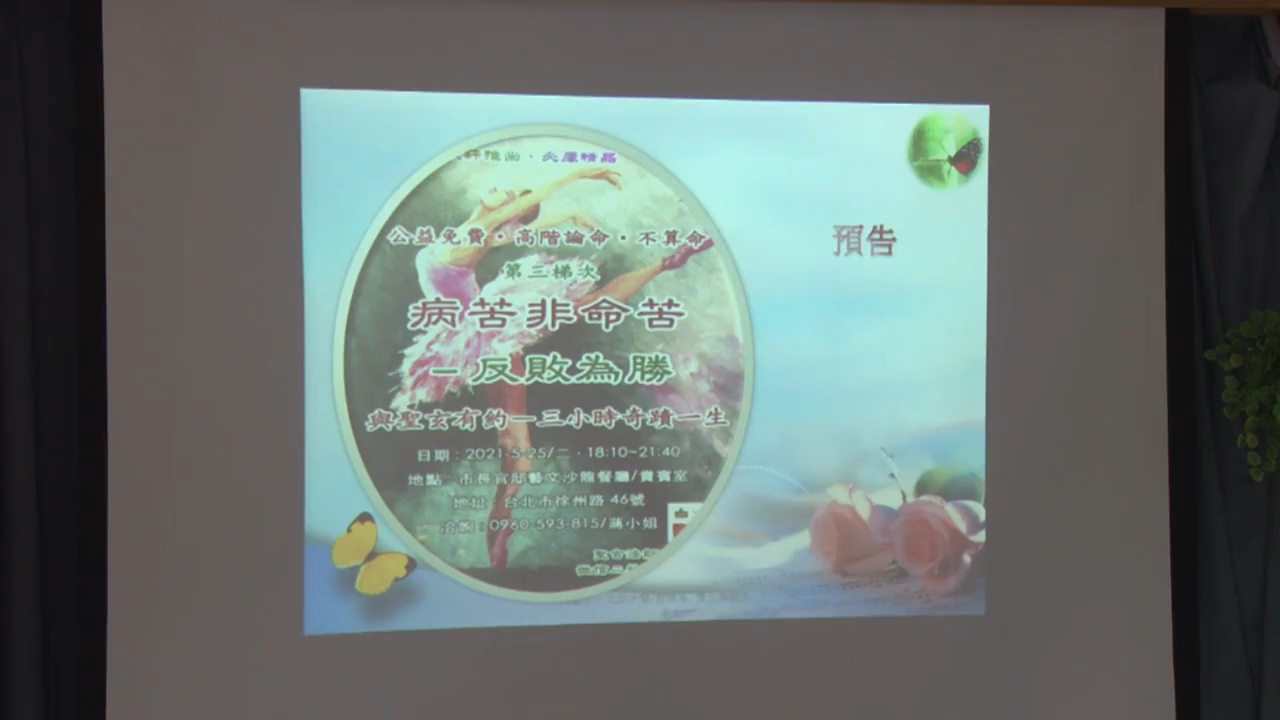 必屬精品
公益免費・高階論命・不算命
第三梯次
病苦非命苦
－反敗為勝
與聖玄有約－三小時奇蹟一生
日期：2021-5-25/二，18:10~21:40
地點：市長官邸藝文沙龍餐廳/貴賓室
地址：台北市徐州路 46號
洽詢：0960-593-815/蔣小姐
預告